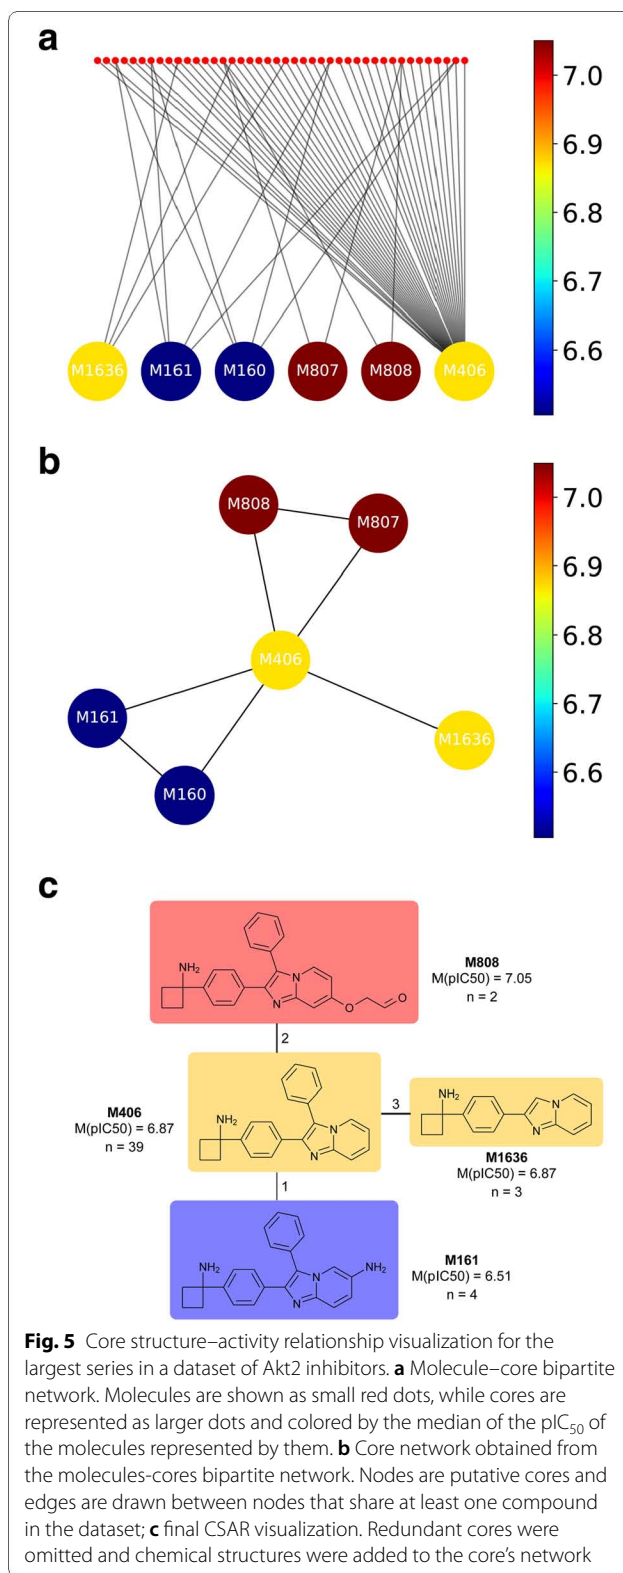 a
7.0
6.9
6.8
6.7
6.6
M1636 M161 M160 M807 M808 M406
b
M808
M807
M406
M161
M1636
M160
7.0
6.9
6.8
6.7
6.6
c
NH₂
N
N
O
O
M808
M(pIC50) = 7.05
n = 2
2
M406
M(pIC50) = 6.87
n = 39
NH₂
N
N
3
NH₂
N
N
M1636
M(pIC50) = 6.87
n = 3
1
NH₂
N
N
NH₂
M161
M(pIC50) = 6.51
n = 4
Fig. 5 Core structure–activity relationship visualization for the
largest series in a dataset of Akt2 inhibitors. a Molecule–core bipartite
network. Molecules are shown as small red dots, while cores are
represented as larger dots and colored by the median of the pIC₅₀ of
the molecules represented by them. b Core network obtained from
the molecules-cores bipartite network. Nodes are putative cores and
edges are drawn between nodes that share at least one compound
in the dataset; c final CSAR visualization. Redundant cores were
omitted and chemical structures were added to the core's network